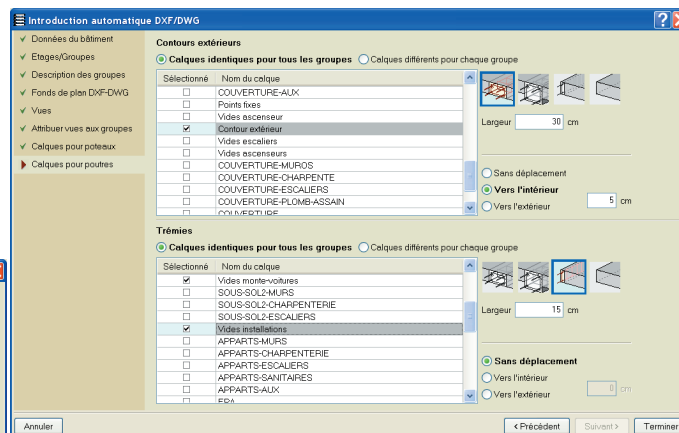 Introduction automatique DXF/DWG
Données du bâtiment
Etages/Groupes
Description des groupes
Fonds de plan DXF-DWG
Vues
Attribuer vues aux groupes
Calques pour poteaux
Calques pour poutres
Contours extérieurs
Calques identiques pour tous les groupes Calques différents pour chaque groupe
Sélectionné Nom du calque
COUVERTURE-AUX
Points fixes
Vides ascenseur
Contour extérieur
Vides escaliers
Vides ascenseurs
COUVERTURE-MUROS
COUVERTURE-CHARPENTE
COUVERTURE-ESCALIERS
COUVERTURE-PLOMB-ASSAIN
COUVERTURE
Largeur 30 cm
Sans déplacement
Vers l'intérieur
Vers l'extérieur
5 cm
Trémies
Calques identiques pour tous les groupes Calques différents pour chaque groupe
Sélectionné Nom du calque
Vides monte-voitures
SOUS-SOL2-MURS
SOUS-SOL2-CHARPENTERIE
SOUS-SOL2-ESCALIERS
Vides installations
APPARTS-MURS
APPARTS-CHARPENTERIE
APPARTS-ESCALIERS
APPARTS-SANITAIRES
APPARTS-AUX
Largeur 15 cm
Sans déplacement
Vers l'intérieur
Vers l'extérieur
0 cm
Annuler < Précédent Suivant > Terminer